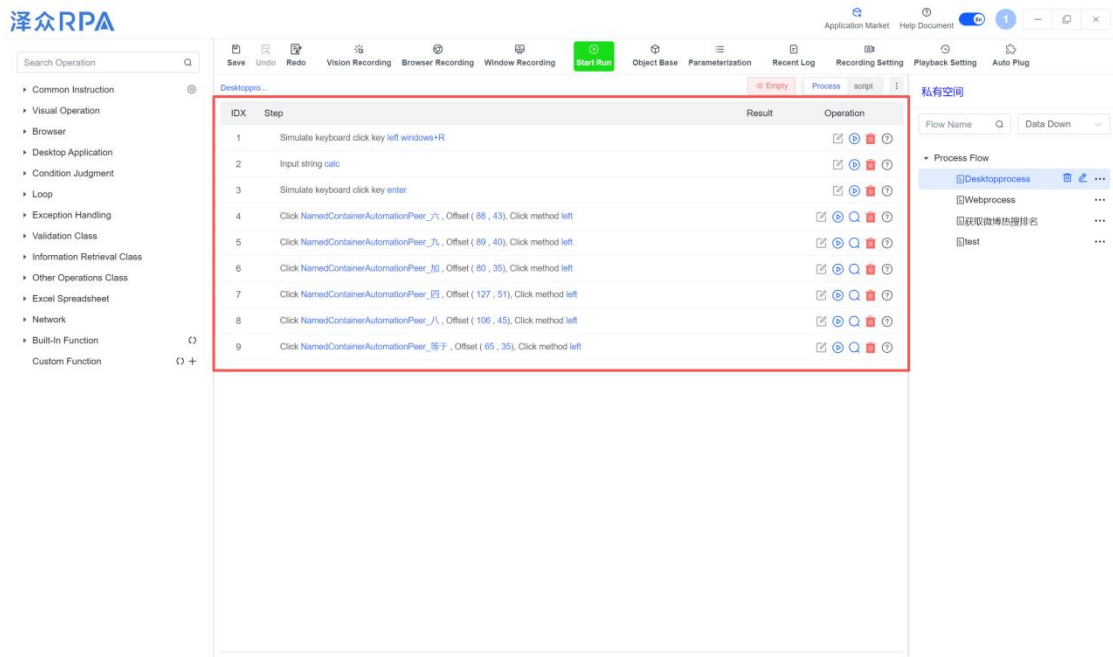 泽众RPA
Application Market Help Document En 1
Search Operation
Save Undo Redo Vision Recording Browser Recording Window Recording Start Run Object Base Parameterization Recent Log Recording Setting Playback Setting Auto Plug
Common Instruction
Visual Operation
Browser
Desktop Application
Condition Judgment
Loop
Exception Handling
Validation Class
Information Retrieval Class
Other Operations Class
Excel Spreadsheet
Network
Built-In Function
Custom Function
Desktoppro...
Empty Process script
IDX Step Result Operation
1 Simulate keyboard click key left windows+R
2 Input string calc
3 Simulate keyboard click key enter
4 Click NamedContainerAutomationPeer_六 , Offset ( 88 , 43), Click method left
5 Click NamedContainerAutomationPeer_九 , Offset ( 89 , 40), Click method left
6 Click NamedContainerAutomationPeer_加 , Offset ( 80 , 35), Click method left
7 Click NamedContainerAutomationPeer_四 , Offset ( 127 , 51), Click method left
8 Click NamedContainerAutomationPeer_八 , Offset ( 106 , 45), Click method left
9 Click NamedContainerAutomationPeer_等于 , Offset ( 65 , 35), Click method left
私有空间
Flow Name Data Down
Process Flow
Desktopprocess
Webprocess
获取微博热搜排名
test